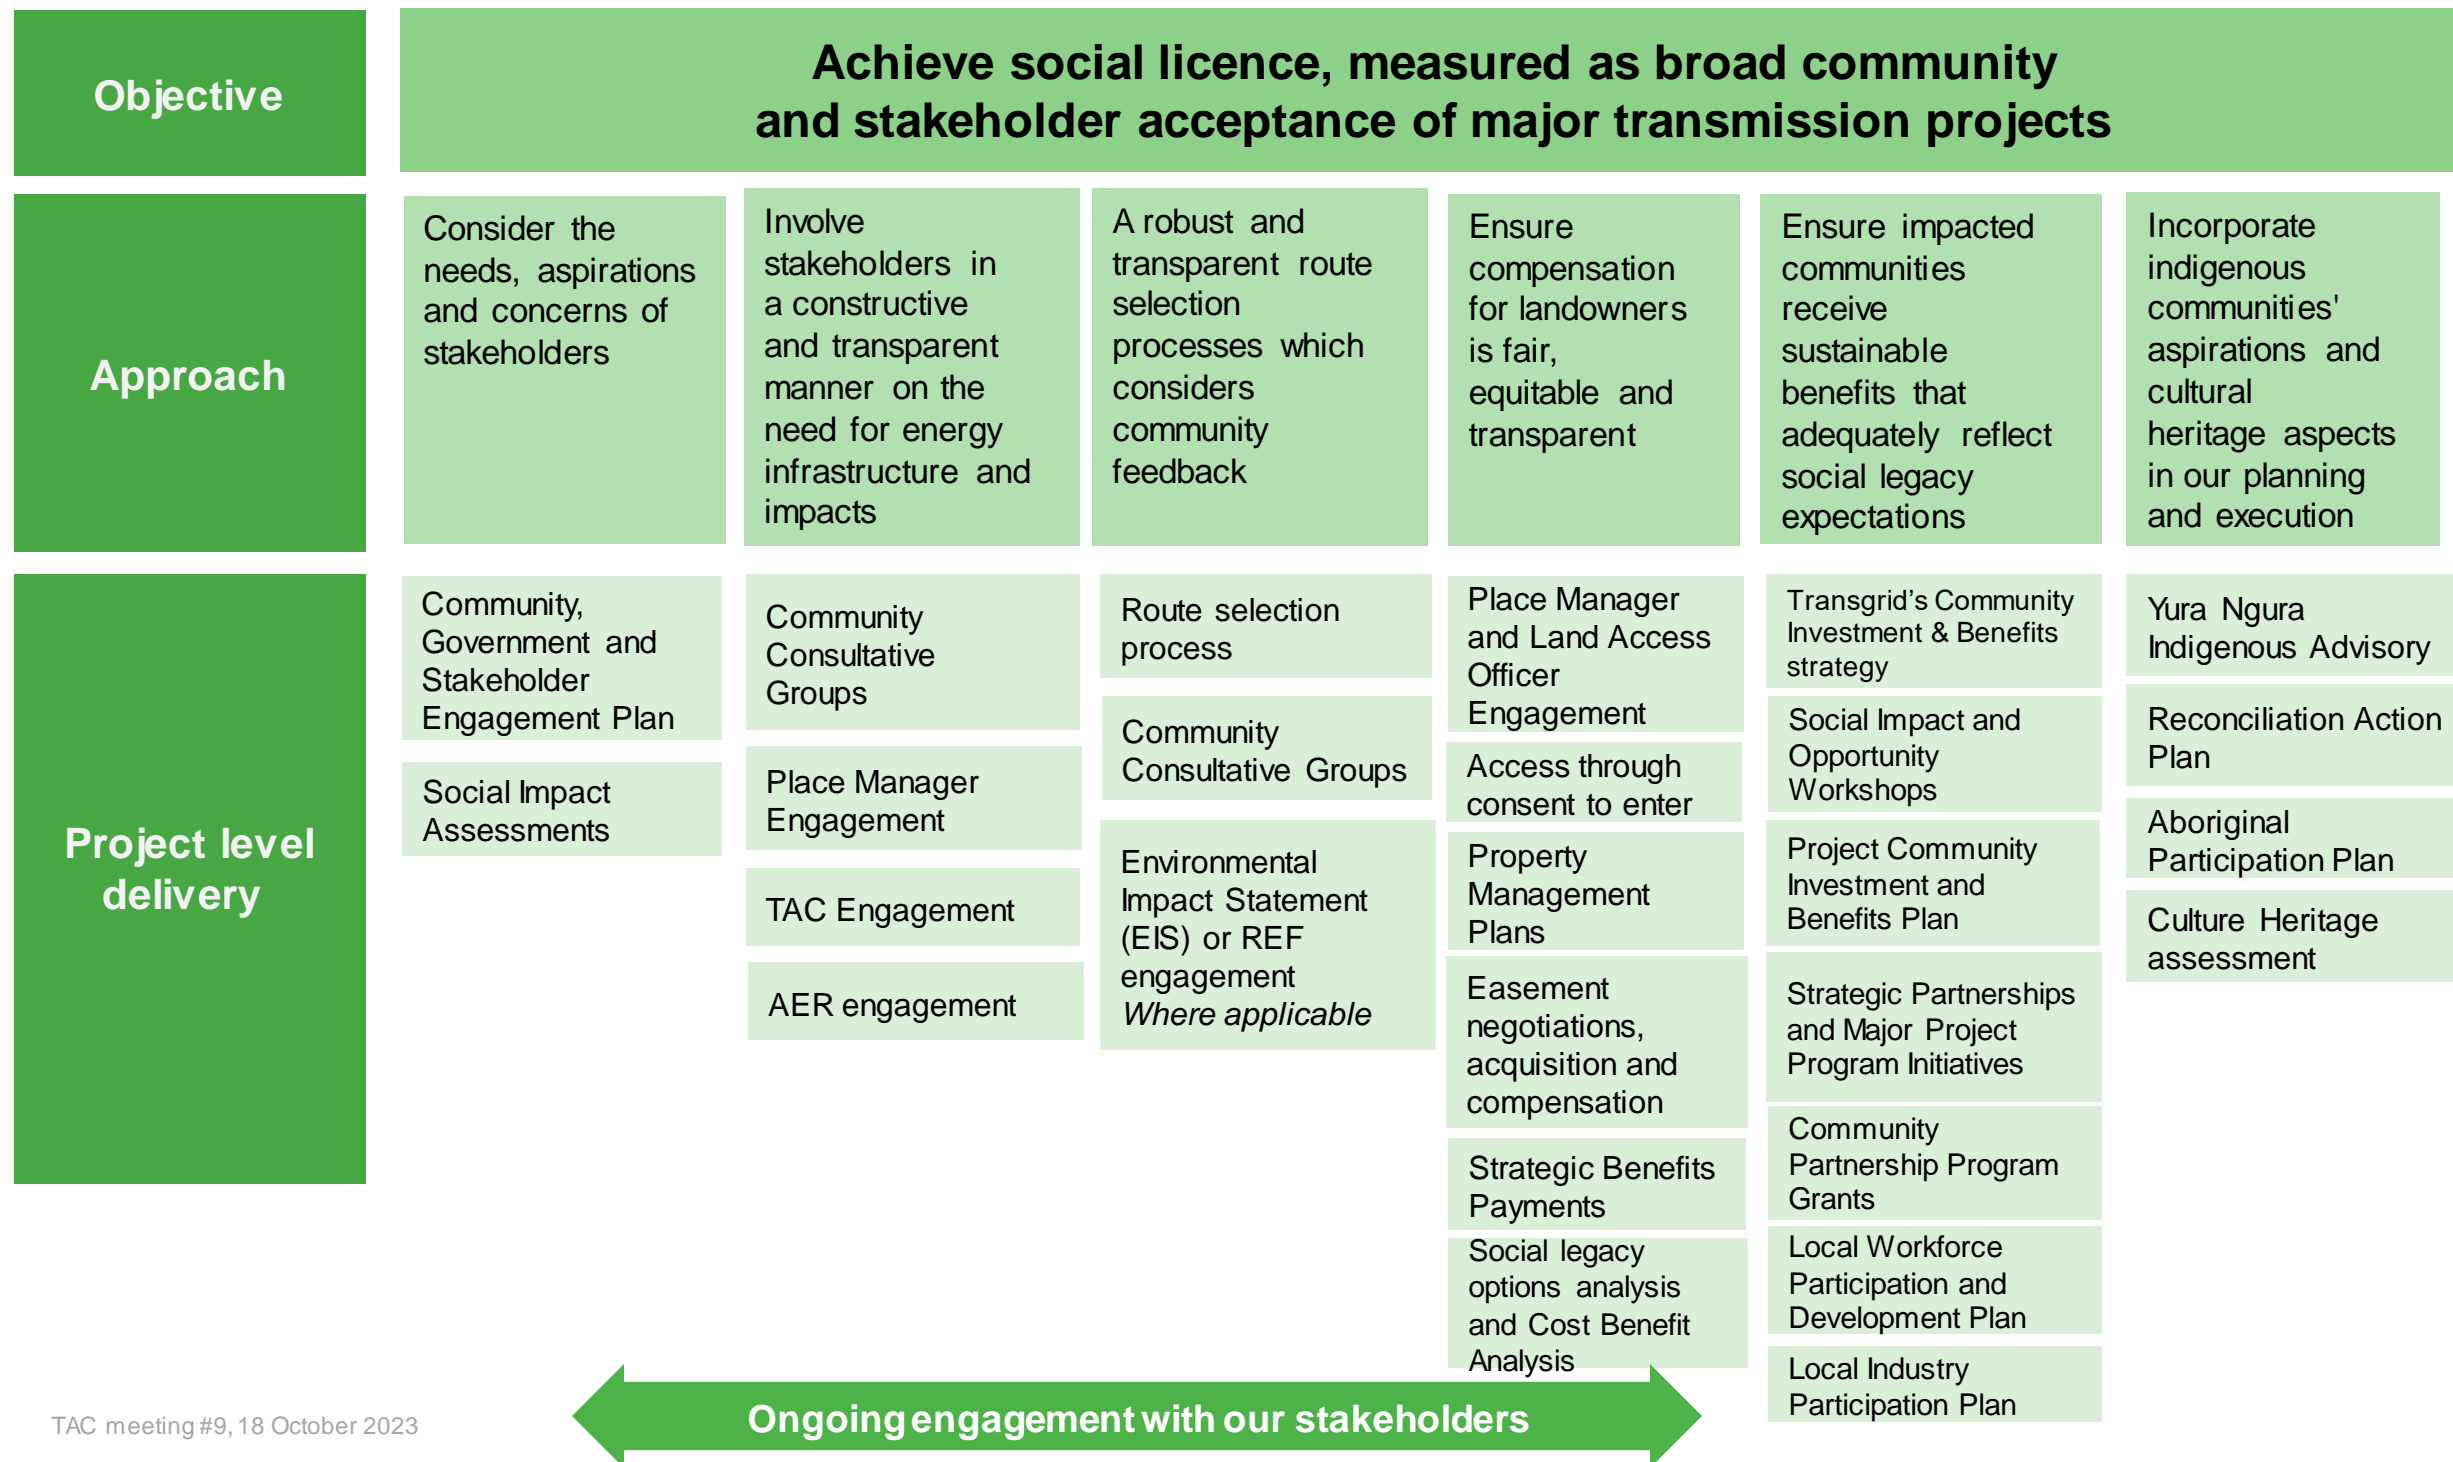 Objective
Achieve social licence, measured as broad community
and stakeholder acceptance of major transmission projects
Approach
Consider the
needs, aspirations
and concerns of
stakeholders
Involve
stakeholders in
a constructive
and transparent
manner on the
need for energy
infrastructure and
impacts
A robust and
transparent route
selection
processes which
considers
community
feedback
Ensure
compensation
for landowners
is fair,
equitable and
transparent
Ensure impacted
communities
receive
sustainable
benefits that
adequately reflect
social legacy
expectations
Incorporate
indigenous
communities'
aspirations and
cultural
heritage aspects
in our planning
and execution
Project level
delivery
Community,
Government and
Stakeholder
Engagement Plan
Social Impact
Assessments
Community
Consultative
Groups
Place Manager
Engagement
TAC Engagement
AER engagement
Route selection
process
Community
Consultative Groups
Environmental
Impact Statement
(EIS) or REF
engagement
Where applicable
Place Manager
and Land Access
Officer
Engagement
Access through
consent to enter
Property
Management
Plans
Easement
negotiations,
acquisition and
compensation
Strategic Benefits
Payments
Social legacy
options analysis
and Cost Benefit
Analysis
Transgrid's Community
Investment & Benefits
strategy
Social Impact and
Opportunity
Workshops
Project Community
Investment and
Benefits Plan
Strategic Partnerships
and Major Project
Program Initiatives
Community
Partnership Program
Grants
Local Workforce
Participation and
Development Plan
Local Industry
Participation Plan
Yura Ngura
Indigenous Advisory
Reconciliation Action
Plan
Aboriginal
Participation Plan
Culture Heritage
assessment
Ongoing engagement with our stakeholders
TAC meeting #9, 18 October 2023